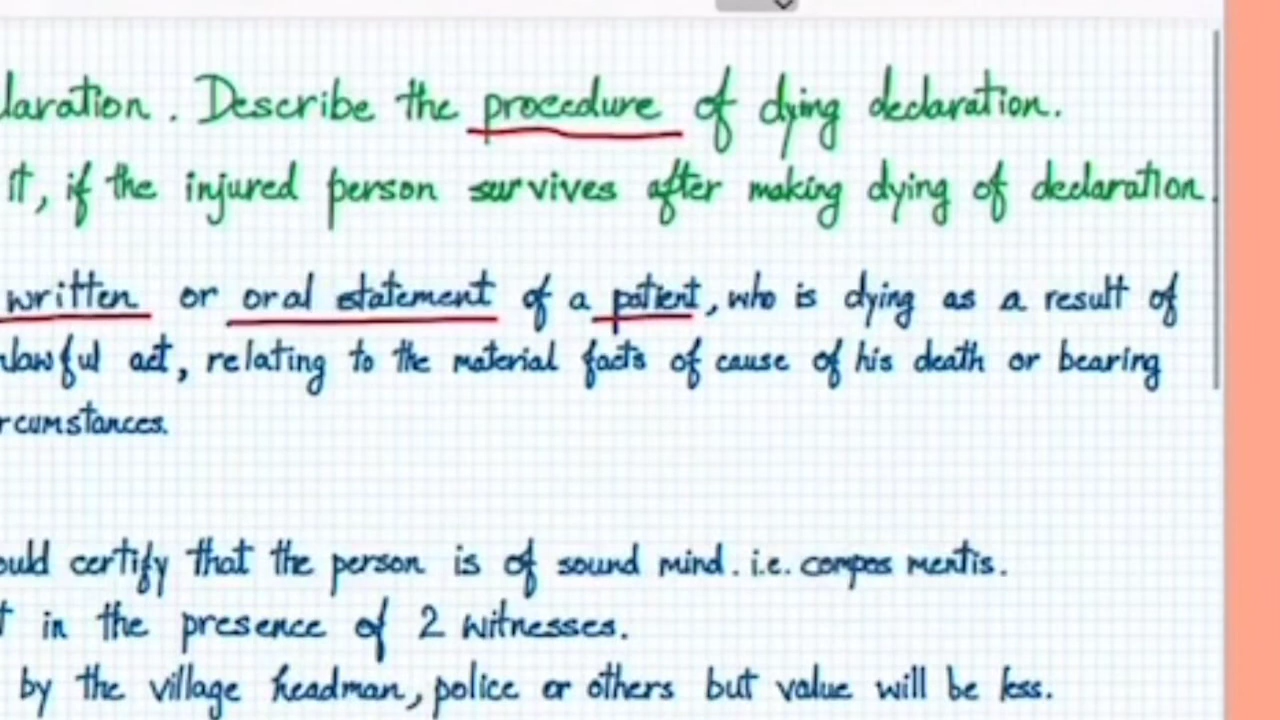 laration. Describe the procedure of dying declaration.
it, if the injured person survives after making dying of declaration.
written or oral statement of a patient, who is dying as a result of
nlawful act, relating to the material facts of cause of his death or bearing
rcumstances.
ould certify that the person is of sound mind. i.e. compos mentis.
t in the presence of 2 witnesses.
by the village headman, police or others but value will be less.